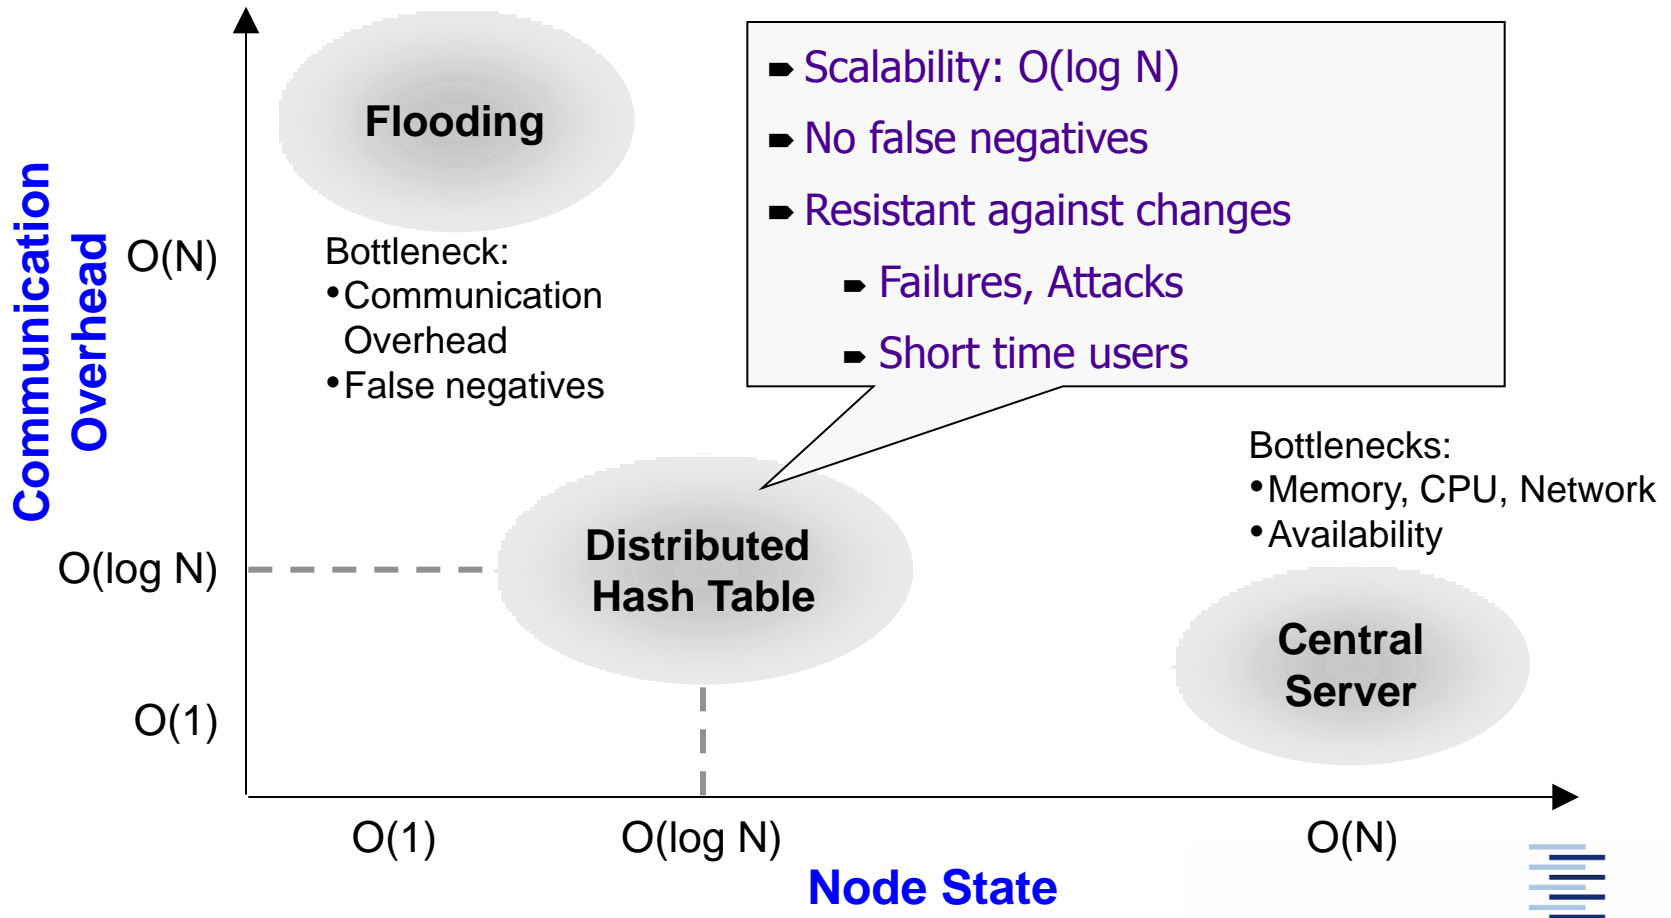 Communication
Overhead
O(N)
O(log N)
O(1)
Flooding
Bottleneck:
•Communication
Overhead
•False negatives
Scalability: O(log N)
No false negatives
Resistant against changes
Failures, Attacks
Short time users
Distributed
Hash Table
Bottlenecks:
•Memory, CPU, Network
•Availability
Central
Server
O(1)
O(log N)
O(N)
Node State